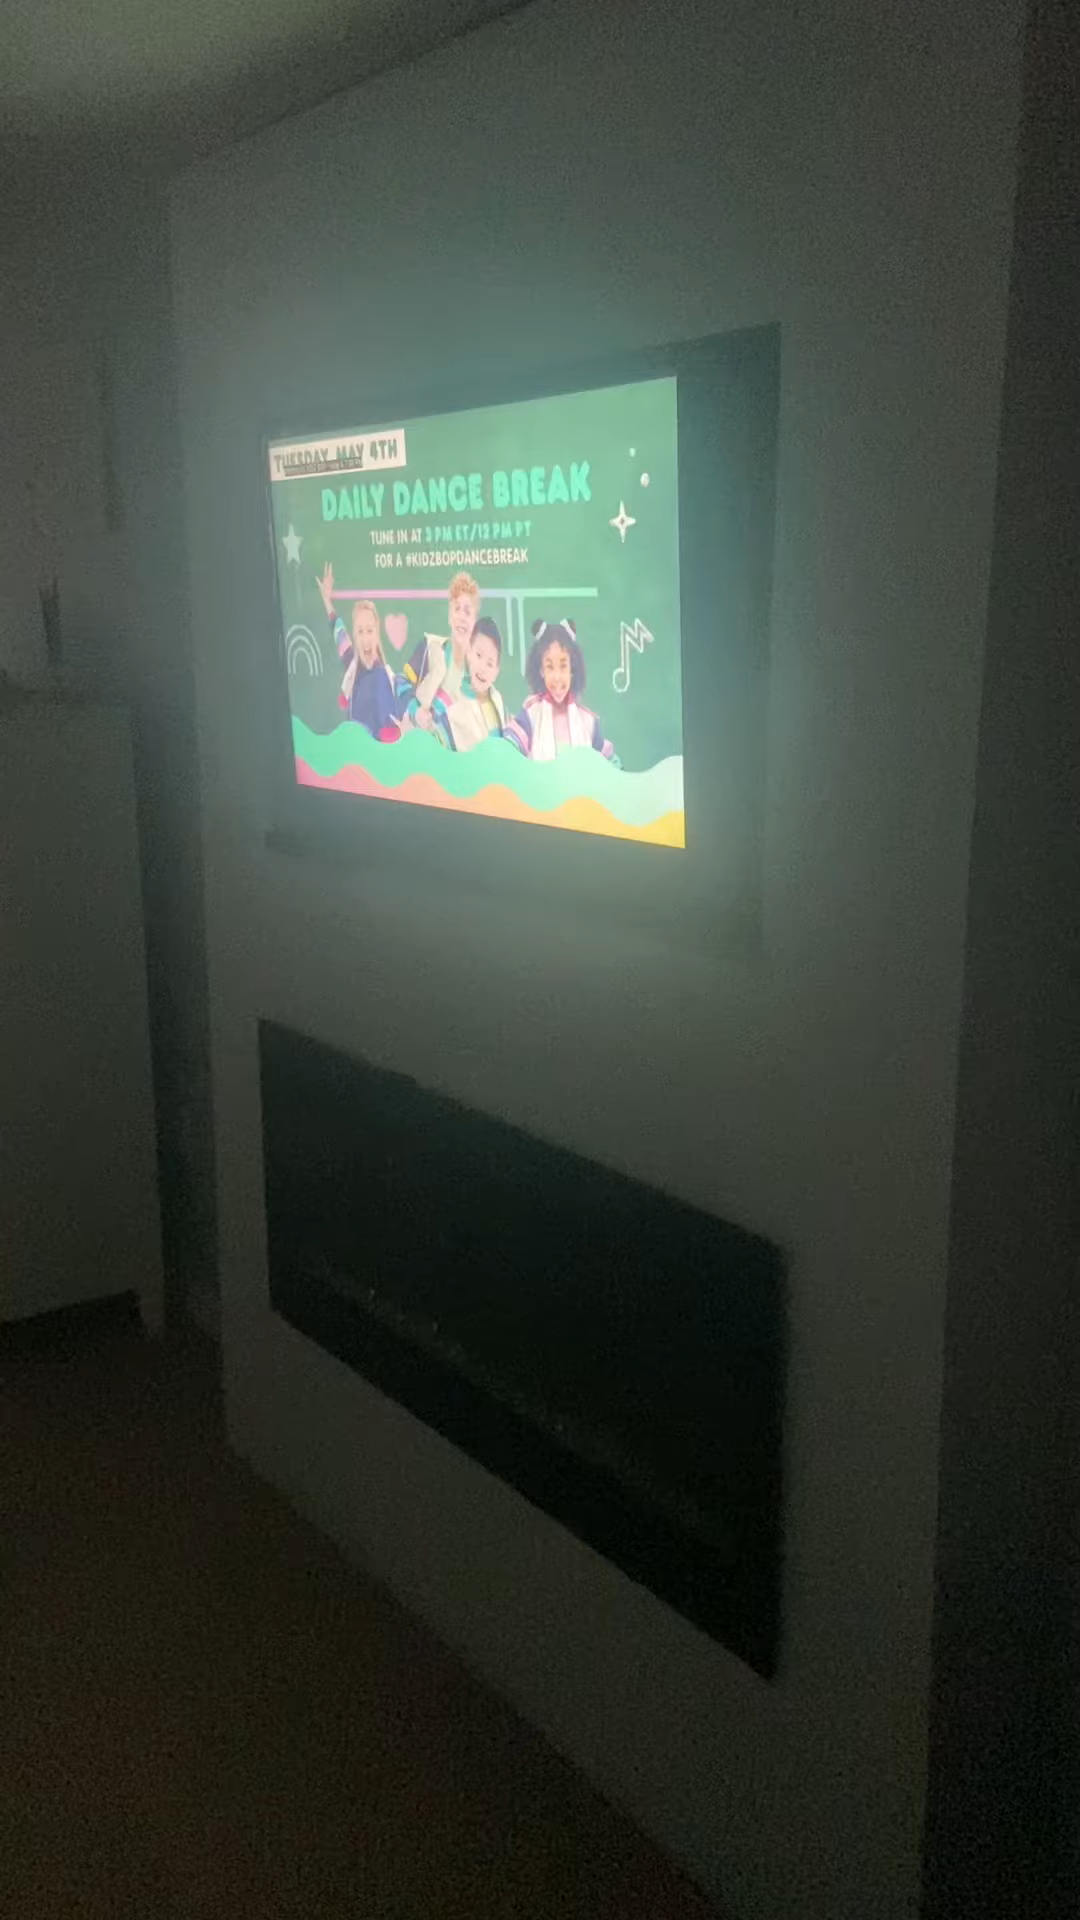 TUESDAY, MAY 4TH
DAILY DANCE BREAK
TUNE IN AT 3 PM ET/12 PM PT
FOR A #KIDZBOPDANCEBREAK